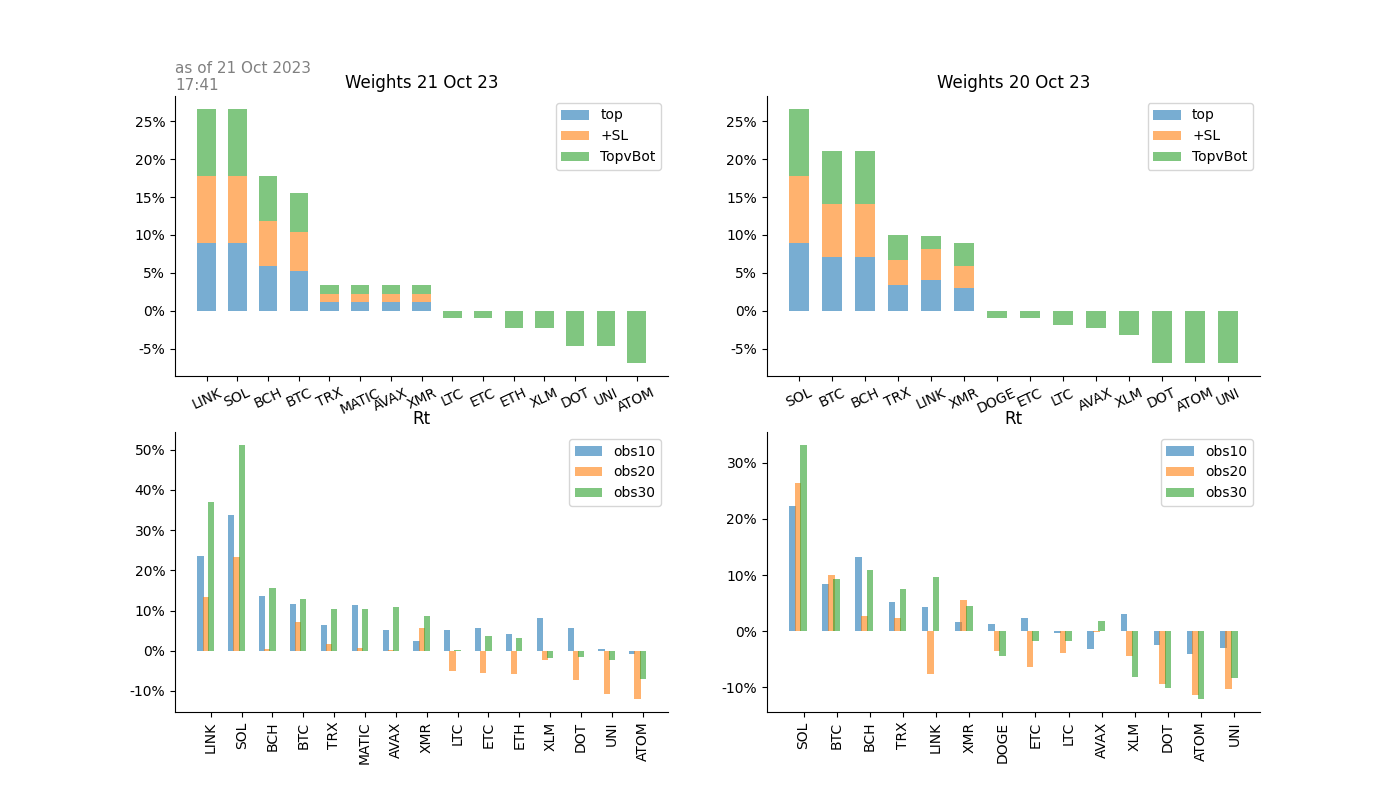 as of 21 Oct 2023
17:41
Weights 21 Oct 23
25%
20%
15%
10%
5%
0%
-5%
top
+SL
TopvBot
LINK SOL BCH BTC TRX MATIC AVAX XMR LTC ETC ETH XLM DOT UNI ATOM
Weights 20 Oct 23
25%
20%
15%
10%
5%
0%
-5%
top
+SL
TopvBot
SOL BTC BCH TRX LINK XMR DOGE ETC LTC AVAX XLM DOT ATOM UNI
Rt
50%
40%
30%
20%
10%
0%
-10%
obs10
obs20
obs30
LINK SOL BCH BTC TRX MATIC AVAX XMR LTC ETC ETH XLM DOT UNI ATOM
Rt
30%
20%
10%
0%
-10%
obs10
obs20
obs30
SOL BTC BCH TRX LINK XMR DOGE ETC LTC AVAX XLM DOT ATOM UNI